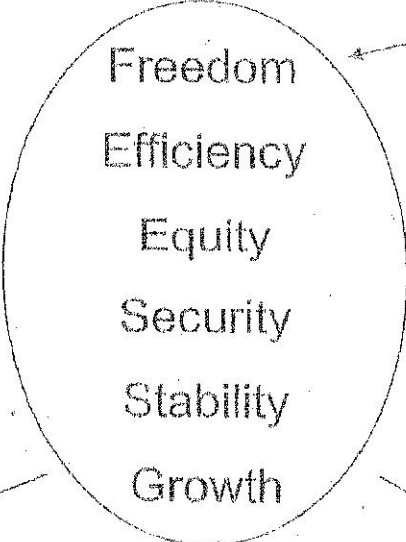 Freedom
Efficiency
Equity
Security
Stability
Growth